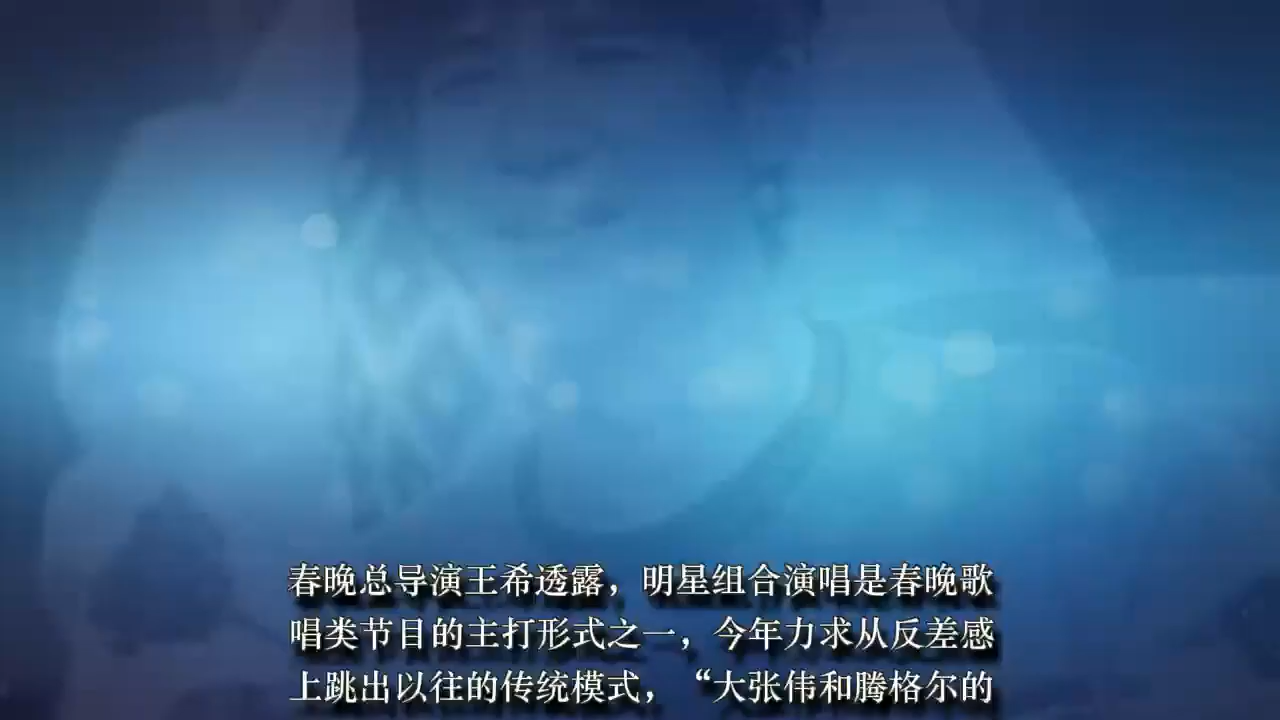 春晚总导演王希透露，明星组合演唱是春晚歌
唱类节目的主打形式之一，今年力求从反差感
上跳出以往的传统模式，“大张伟和腾格尔的